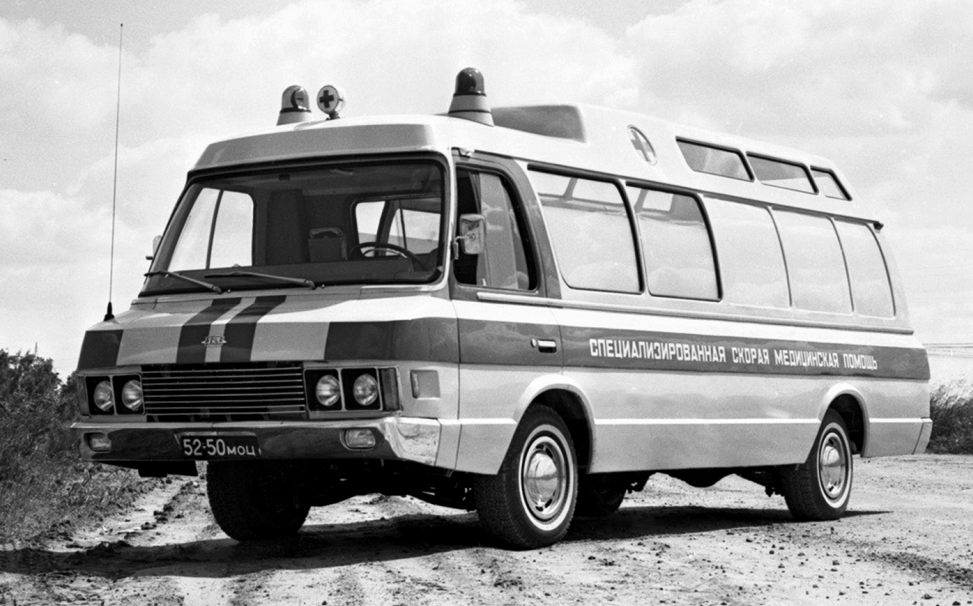 52-50 МОЦ
СПЕЦИАЛИЗИРОВАННАЯ СКОРАЯ МЕДИЦИНСКАЯ ПОМОЩЬ